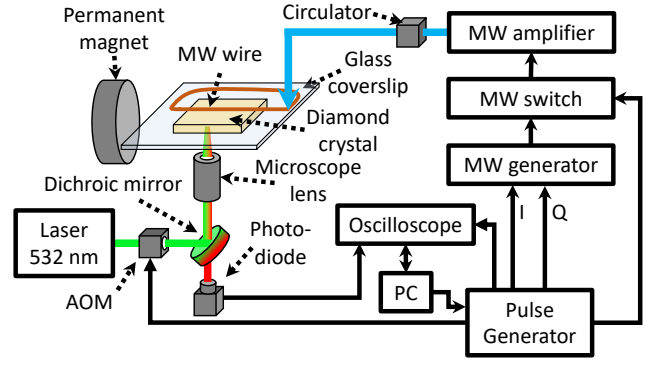 Circulator
Permanent
magnet
MW amplifier
MW wire
Glass
coverslip
MW switch
Diamond
crystal
MW generator
Microscope
lens
Dichroic mirror
I
Q
Laser
532 nm
Photo-
diode
Oscilloscope
AOM
PC
Pulse
Generator